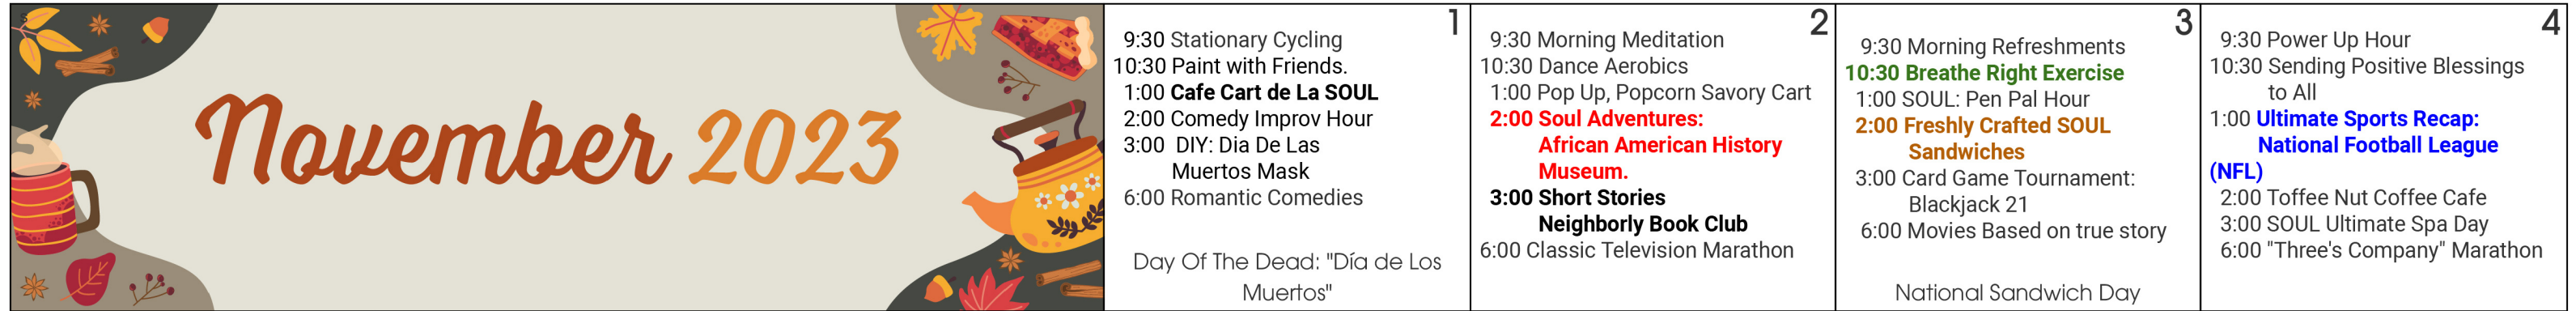 November 2023
1
9:30 Stationary Cycling
10:30 Paint with Friends.
1:00 Cafe Cart de La SOUL
2:00 Comedy Improv Hour
3:00 DIY: Dia De Las
Muertos Mask
6:00 Romantic Comedies
Day Of The Dead: "Día de Los
Muertos"
2
9:30 Morning Meditation
10:30 Dance Aerobics
1:00 Pop Up, Popcorn Savory Cart
2:00 Soul Adventures:
African American History
Museum.
3:00 Short Stories
Neighborly Book Club
6:00 Classic Television Marathon
3
9:30 Morning Refreshments
10:30 Breathe Right Exercise
1:00 SOUL: Pen Pal Hour
2:00 Freshly Crafted SOUL
Sandwiches
3:00 Card Game Tournament:
Blackjack 21
6:00 Movies Based on true story
National Sandwich Day
4
9:30 Power Up Hour
10:30 Sending Positive Blessings
to All
1:00 Ultimate Sports Recap:
National Football League
(NFL)
2:00 Toffee Nut Coffee Cafe
3:00 SOUL Ultimate Spa Day
6:00 "Three's Company" Marathon